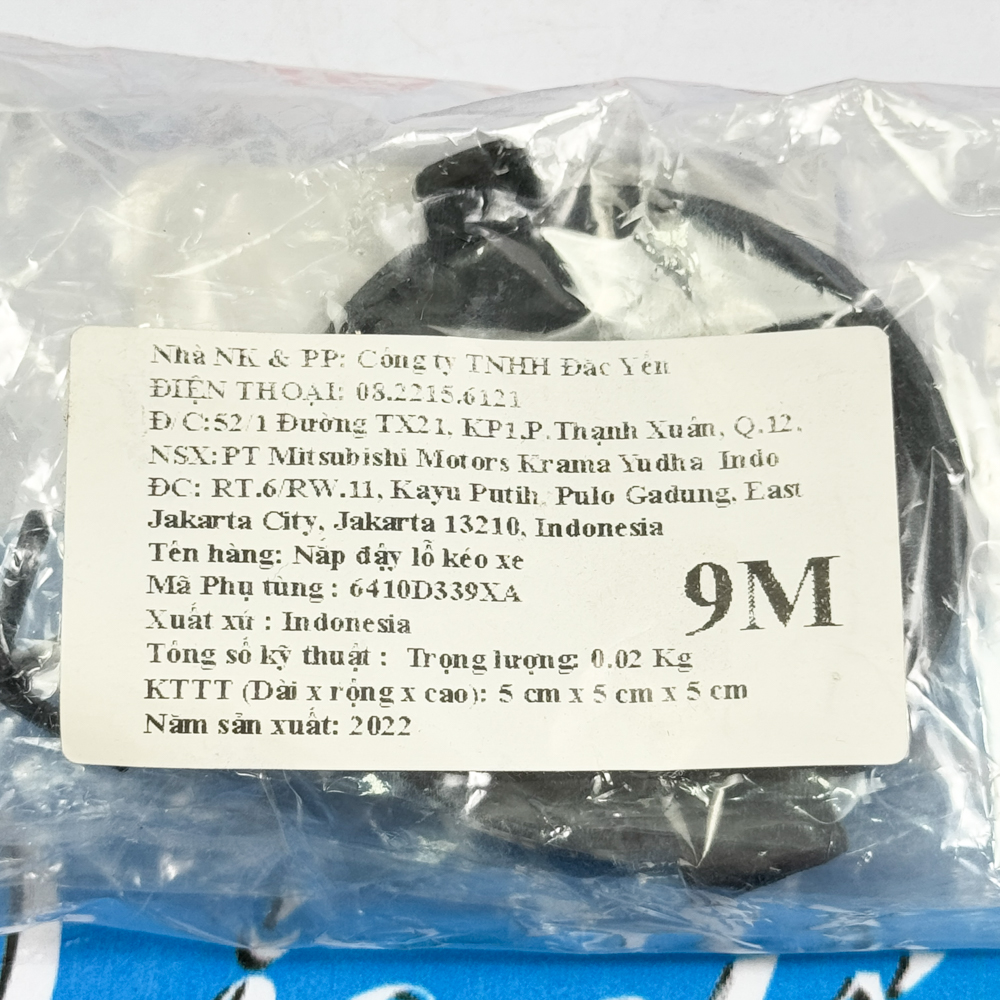 Nhà NK & PP: Công ty TNHH Đắc Yến
ĐIỆN THOẠI: 08.2215.6121
Đ/C:52/1 Đường TX21, KP1,P.Thạnh Xuân, Q.12.
NSX:PT Mitsubishi Motors Krama Yudha Indo
ĐC: RT.6/RW.11, Kayu Putih, Pulo Gadung, East
Jakarta City, Jakarta 13210, Indonesia
Tên hàng: Nắp đậy lỗ kéo xe
Mã Phụ tùng : 6410D339XA
9M
Xuất xứ : Indonesia
Tổng số kỹ thuật : Trọng lượng: 0.02 Kg
KTTT (Dài x rộng x cao): 5 cm x 5 cm x 5 cm
Năm sản xuất: 2022